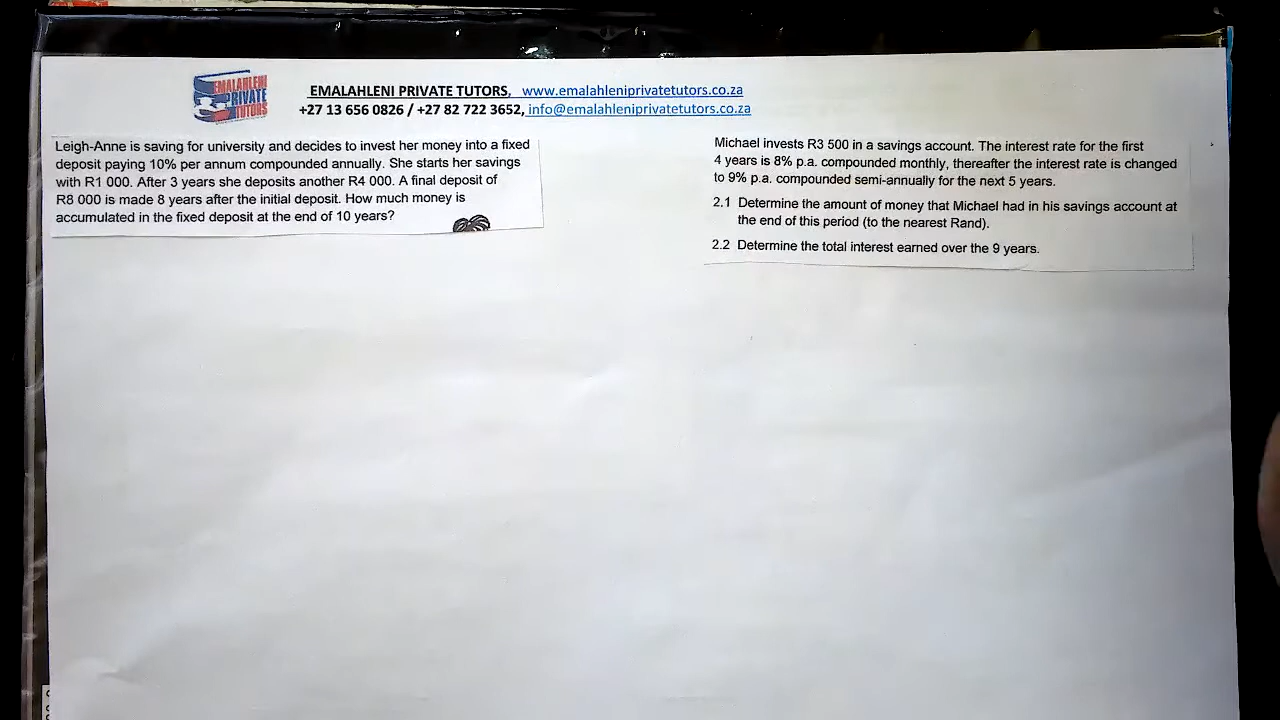 EMALAHLENI
PRIVATE
TUTORS
EMALAHLENI PRIVATE TUTORS, www.emalahleniprivatetutors.co.za
+27 13 656 0826 / +27 82 722 3652, info@emalahleniprivatetutors.co.za
Leigh-Anne is saving for university and decides to invest her money into a fixed
deposit paying 10% per annum compounded annually. She starts her savings
with R1 000. After 3 years she deposits another R4 000. A final deposit of
R8 000 is made 8 years after the initial deposit. How much money is
accumulated in the fixed deposit at the end of 10 years?
Michael invests R3 500 in a savings account. The interest rate for the first
4 years is 8% p.a. compounded monthly, thereafter the interest rate is changed
to 9% p.a. compounded semi-annually for the next 5 years.
2.1 Determine the amount of money that Michael had in his savings account at
the end of this period (to the nearest Rand).
2.2 Determine the total interest earned over the 9 years.